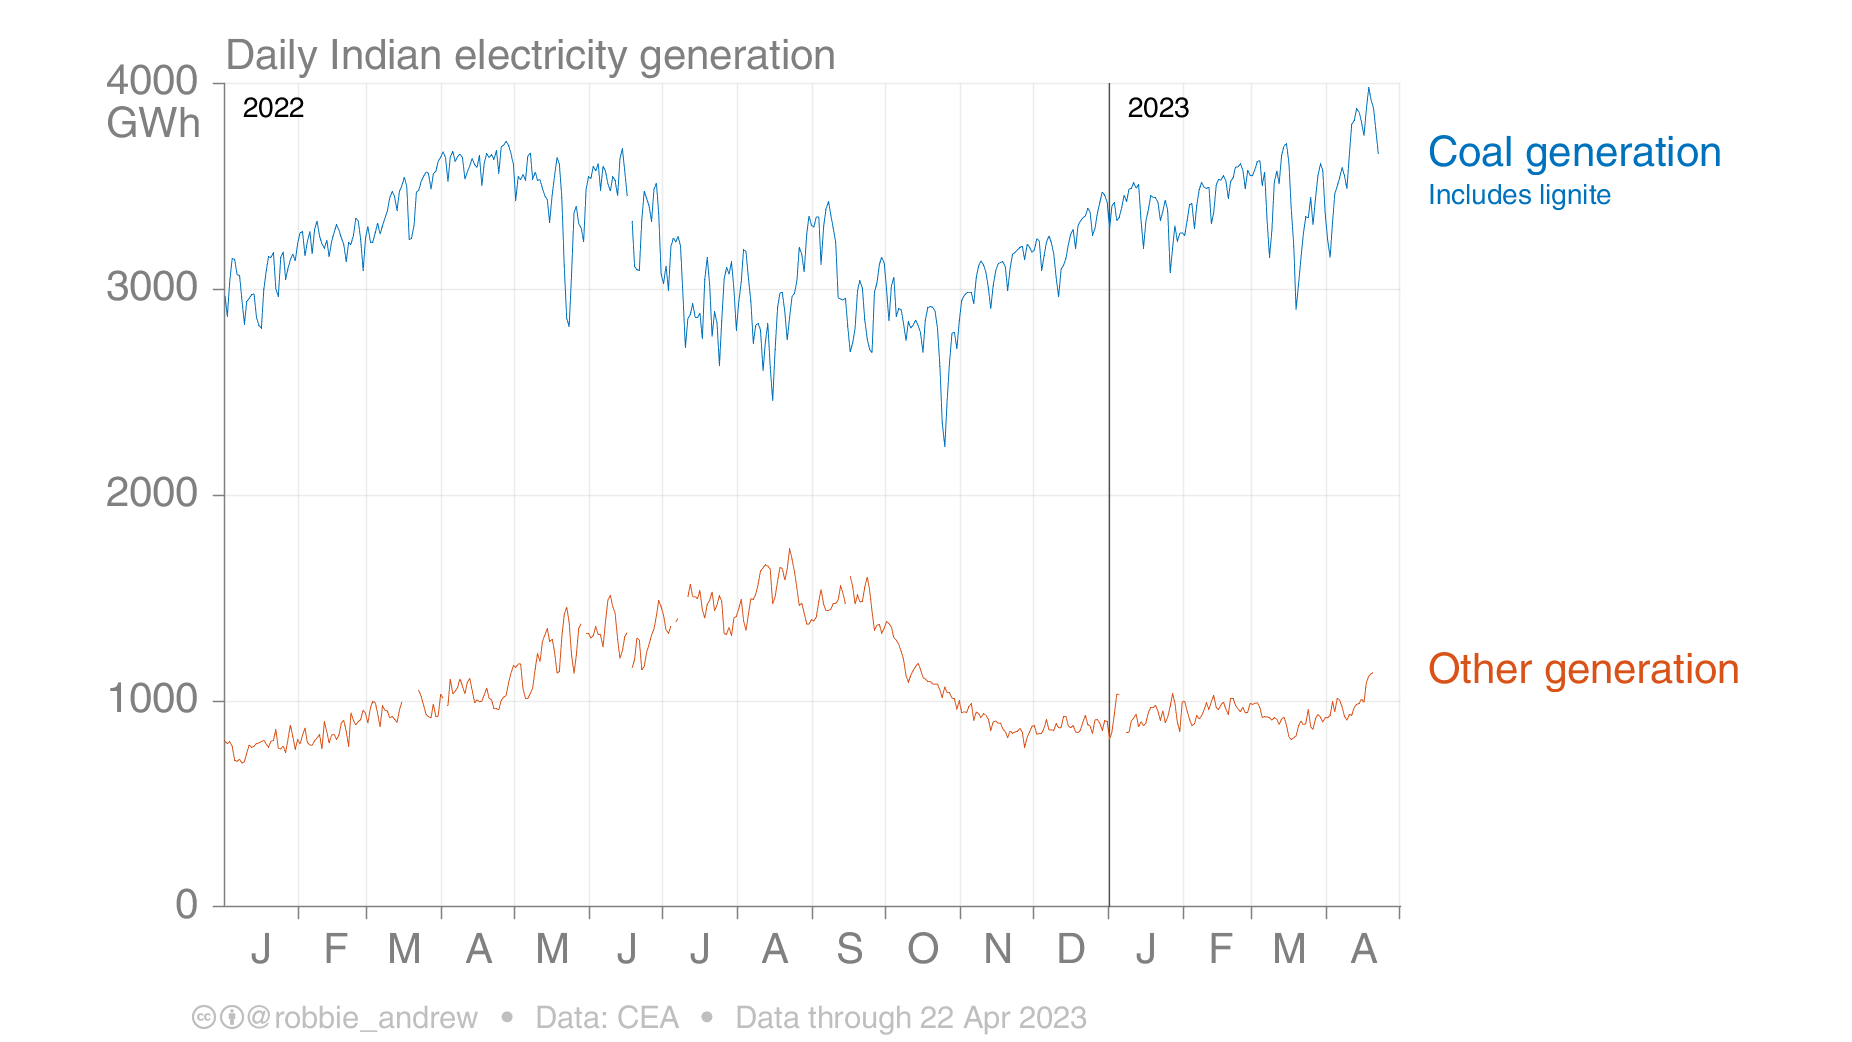 Daily Indian electricity generation
4000
GWh
2022
2023
Coal generation
Includes lignite
3000
2000
Other generation
1000
0
J F M A M J J A S O N D J F M A
@robbie_andrew • Data: CEA • Data through 22 Apr 2023